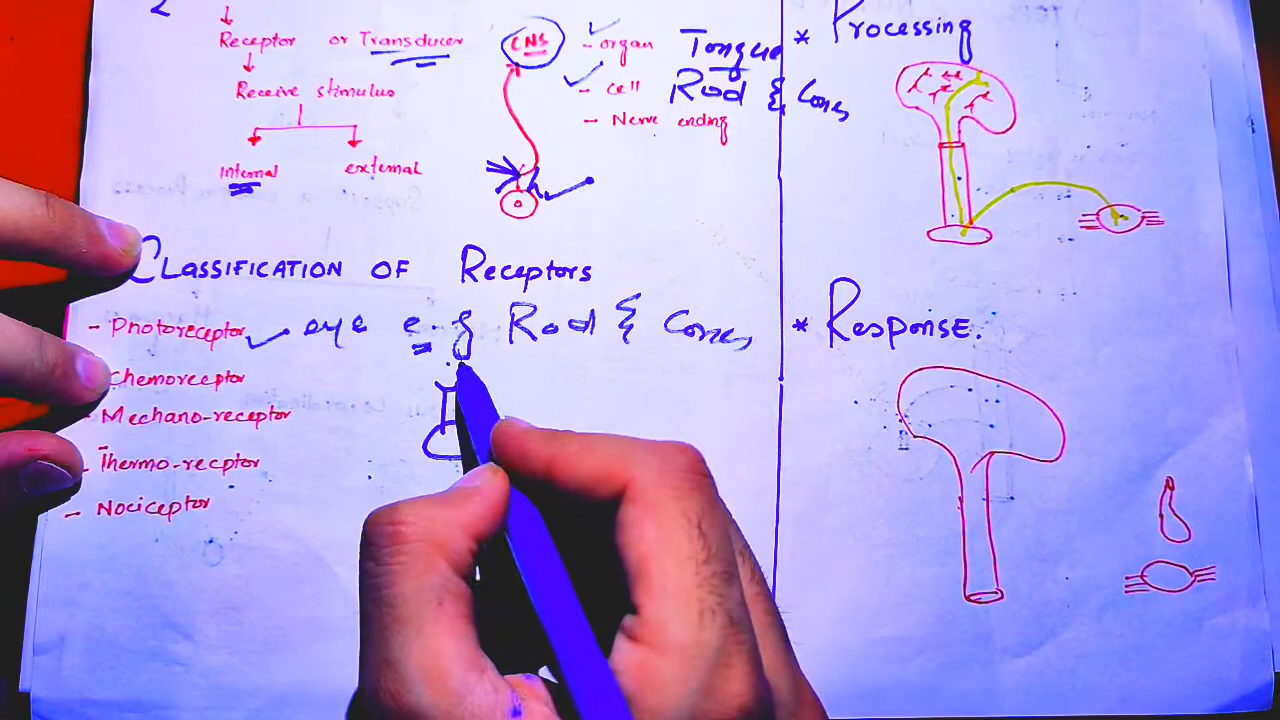 2
Receptor or Transducer
Receive stimulus
Internal external
CNS
- organ Tongue
- cell Rod & Cones
- Nerve ending
* Processing
CLASSIFICATION OF Receptors
- Photoreceptor eye e.g Rod & Cones
Chemoreceptor
- Mechano-receptor
- Thermo-recptor
- Nociceptor
* RESPONSE.